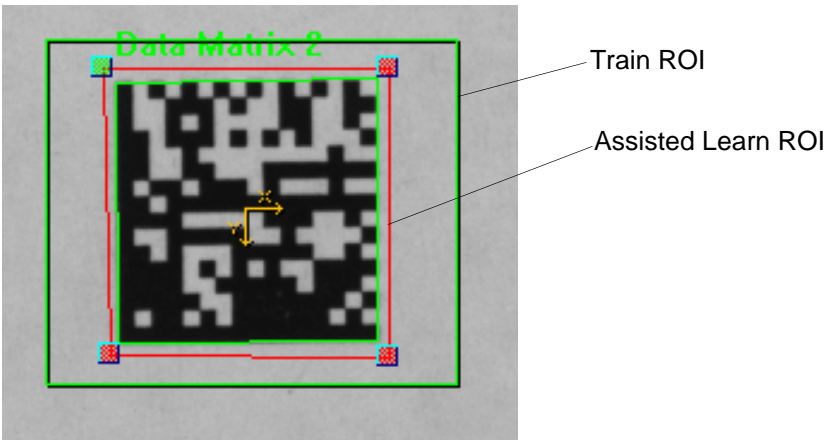 Data Matrix 2
Train ROI
Assisted Learn ROI
X
Y